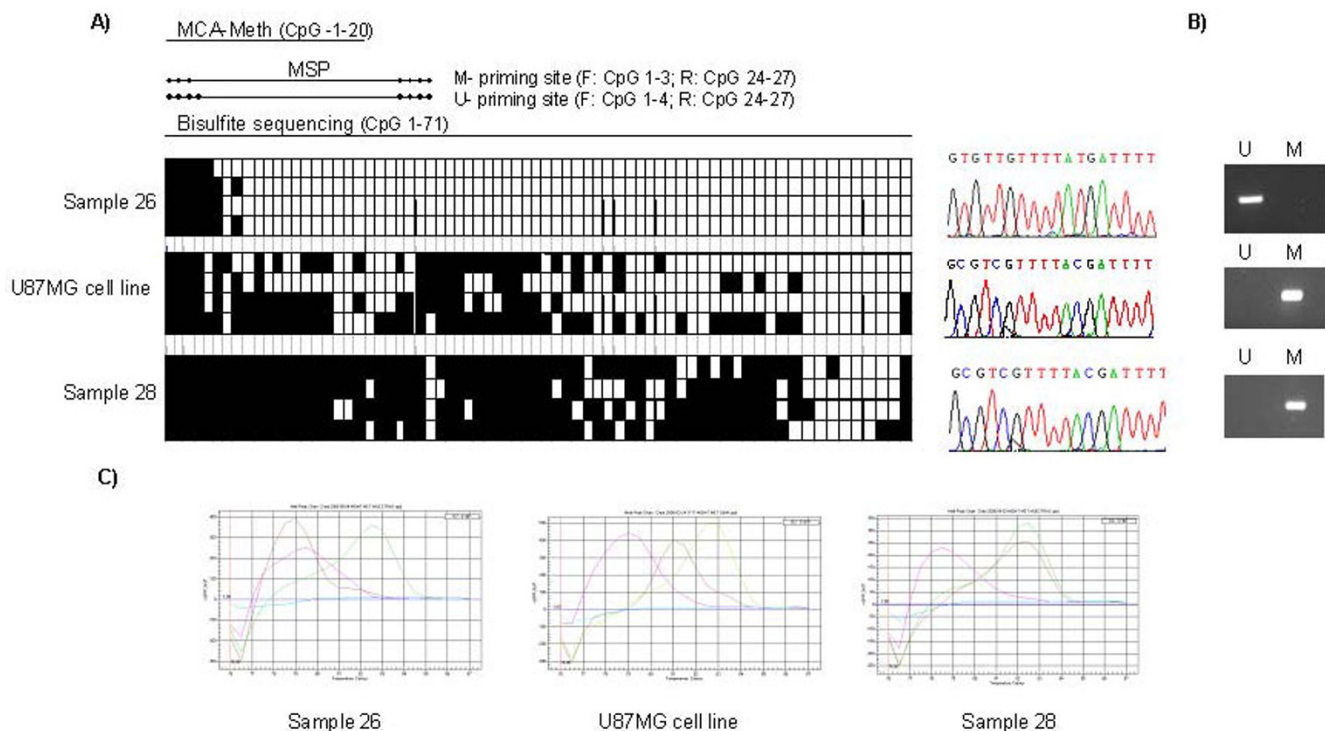 A)
B)
MCA-Meth (CpG -1-20)
MSP
M- priming site (F: CpG 1-3; R: CpG 24-27)
U- priming site (F: CpG 1-4; R: CpG 24-27)
Bisulfite sequencing (CpG 1-71)
Sample 26
GTGTTGTTTTATGATTTT
U M
U87MG cell line
GCGTCGTTTTACGATTTT
U M
Sample 28
GCGTCGTTTTACGATTTT
U M
C)
Sample 26
U87MG cell line
Sample 28